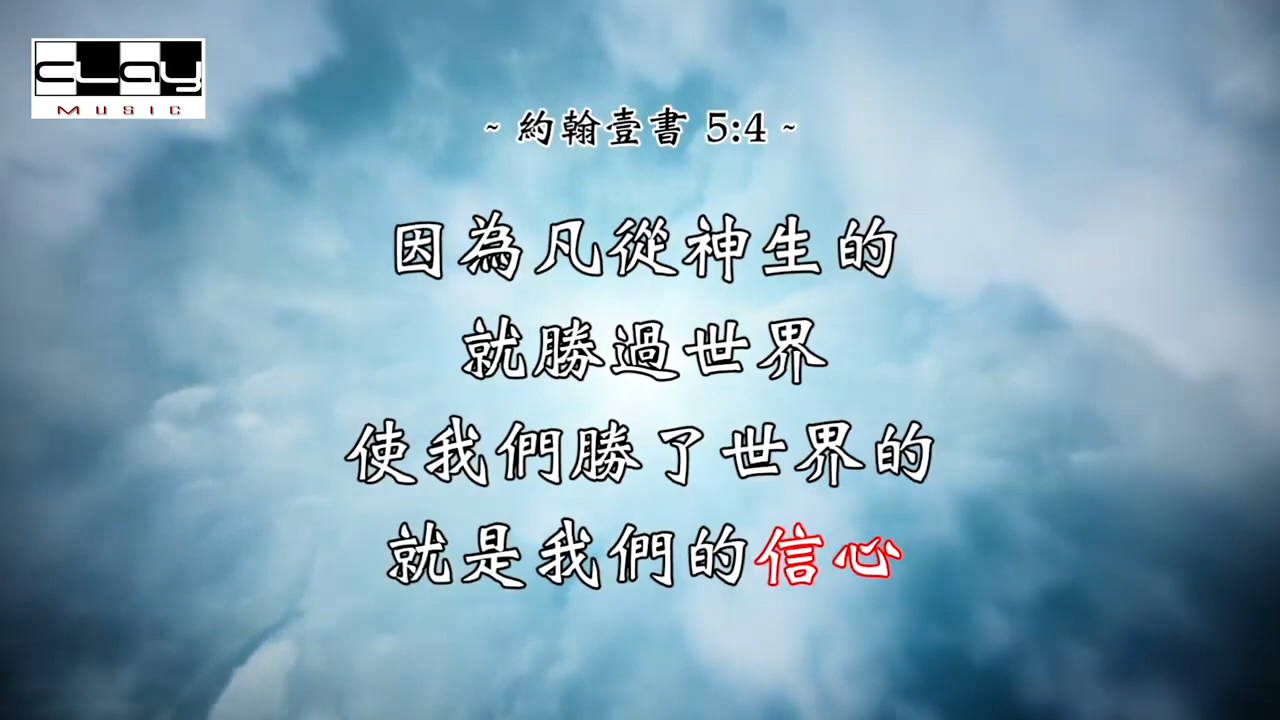 CLay
MUSIC
~ 約翰壹書 5:4 ~
因為凡從神生的
就勝過世界
使我們勝了世界的
就是我們的信心